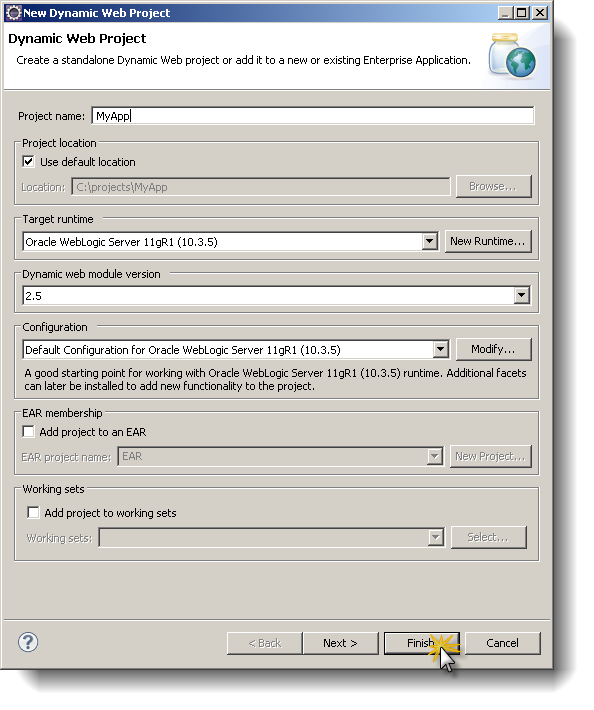 New Dynamic Web Project
Dynamic Web Project
Create a standalone Dynamic Web project or add it to a new or existing Enterprise Application.
Project name: MyApp
Project location
Use default location
Location: C:\projects\MyApp Browse...
Target runtime
Oracle WebLogic Server 11gR1 (10.3.5) New Runtime...
Dynamic web module version
2.5
Configuration
Default Configuration for Oracle WebLogic Server 11gR1 (10.3.5) Modify...
A good starting point for working with Oracle WebLogic Server 11gR1 (10.3.5) runtime. Additional facets
can later be installed to add new functionality to the project.
EAR membership
Add project to an EAR
EAR project name: EAR New Project...
Working sets
Add project to working sets
Working sets: Select...
? < Back Next > Finish Cancel